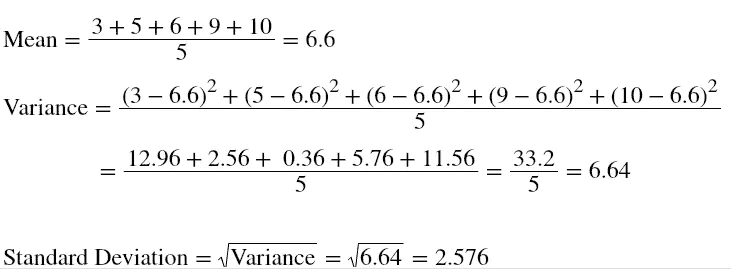 Mean = (3 + 5 + 6 + 9 + 10) / 5 = 6.6
Variance = ((3 − 6.6)² + (5 − 6.6)² + (6 − 6.6)² + (9 − 6.6)² + (10 − 6.6)²) / 5
= (12.96 + 2.56 + 0.36 + 5.76 + 11.56) / 5 = 33.2 / 5 = 6.64
Standard Deviation = √Variance = √6.64 = 2.576